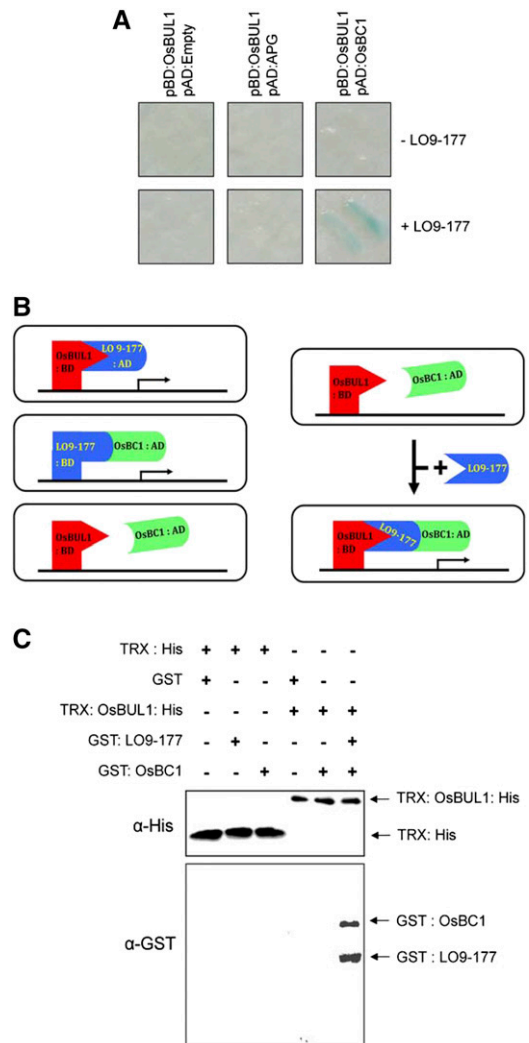 A
pBD:OsBUL1
pAD:Empty
pBD:OsBUL1
pAD:APG
pBD:OsBUL1
pAD:OsBC1
- LO9-177
+ LO9-177
B
OsBUL1
: BD
LO 9-177
: AD
LO9-177
: BD
OsBC1 : AD
OsBUL1
: BD
OsBC1 : AD
OsBUL1
: BD
OsBC1 : AD
+
LO9-177
OsBUL1
: BD
LO9-177
OsBC1: AD
C
TRX : His + + + - - -
GST + - - + - -
TRX: OsBUL1: His - - - + + +
GST: LO9-177 - + - - - +
GST: OsBC1 - - + - + +
α-His
TRX: OsBUL1: His
TRX: His
α-GST
GST : OsBC1
GST : LO9-177